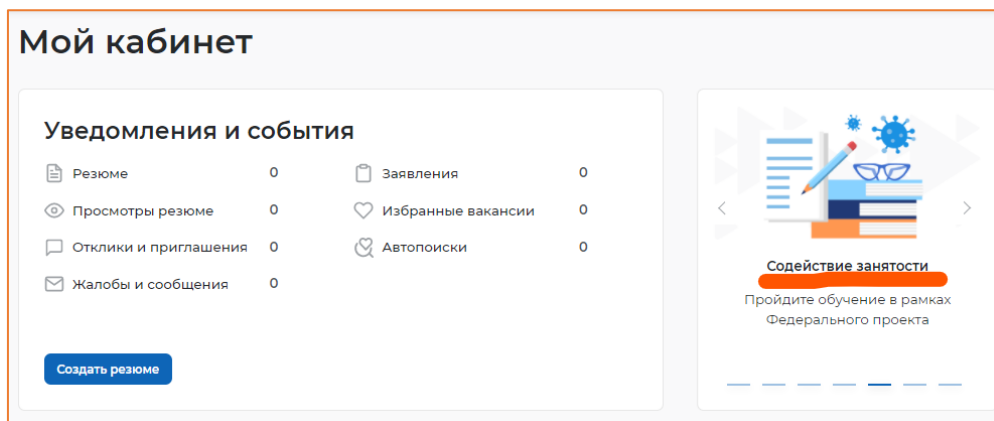 Мой кабинет
Уведомления и события
Резюме 0 Заявления 0
Просмотры резюме 0 Избранные вакансии 0
Отклики и приглашения 0 Автопоиски 0
Жалобы и сообщения 0
Создать резюме
Содействие занятости
Пройдите обучение в рамках
Федерального проекта